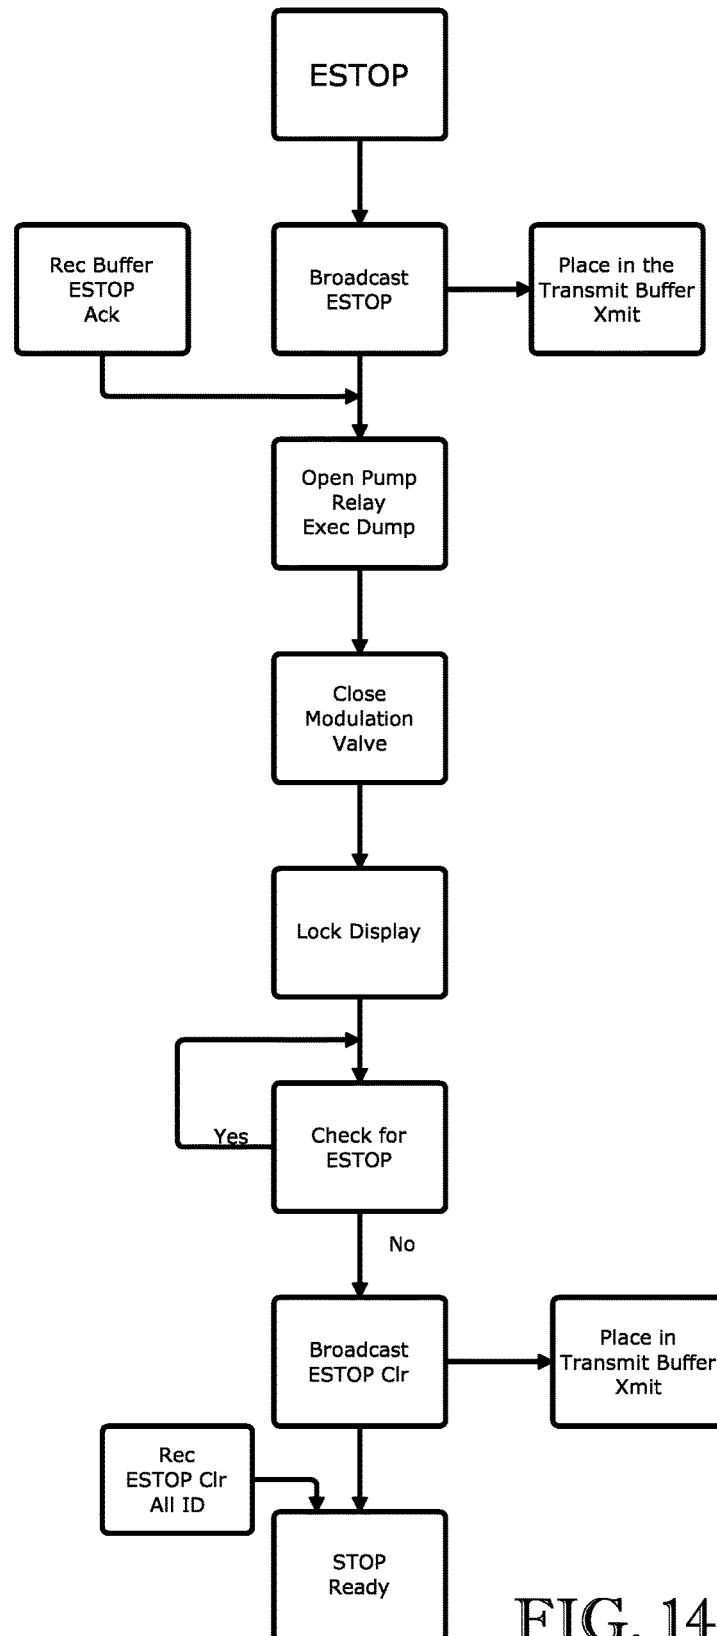 ESTOP
Rec Buffer
ESTOP
Ack
Broadcast
ESTOP
Place in the
Transmit Buffer
Xmit
Open Pump
Relay
Exec Dump
Close
Modulation
Valve
Lock Display
Yes
Check for
ESTOP
No
Broadcast
ESTOP Clr
Place in
Transmit Buffer
Xmit
Rec
ESTOP Clr
All ID
STOP
Ready
FIG. 14